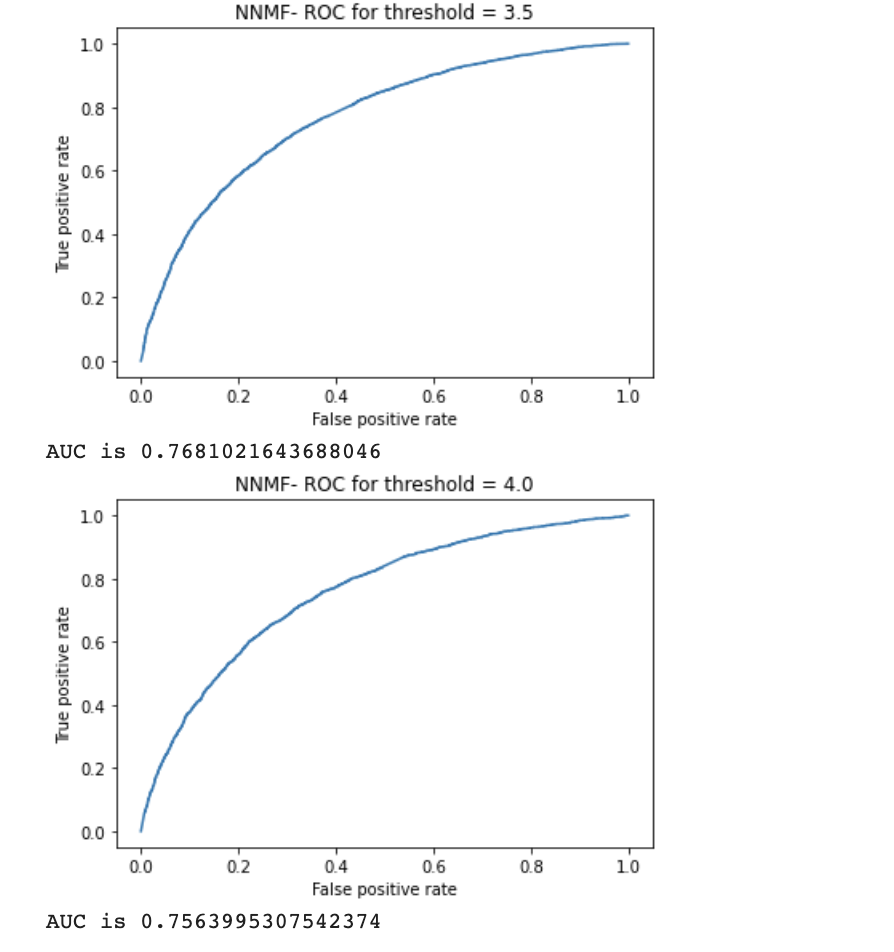 NNMF- ROC for threshold = 3.5
1.0
0.8
0.6
0.4
0.2
0.0
True positive rate
0.0 0.2 0.4 0.6 0.8 1.0
False positive rate
AUC is 0.7681021643688046
NNMF- ROC for threshold = 4.0
1.0
0.8
0.6
0.4
0.2
0.0
True positive rate
0.0 0.2 0.4 0.6 0.8 1.0
False positive rate
AUC is 0.7563995307542374